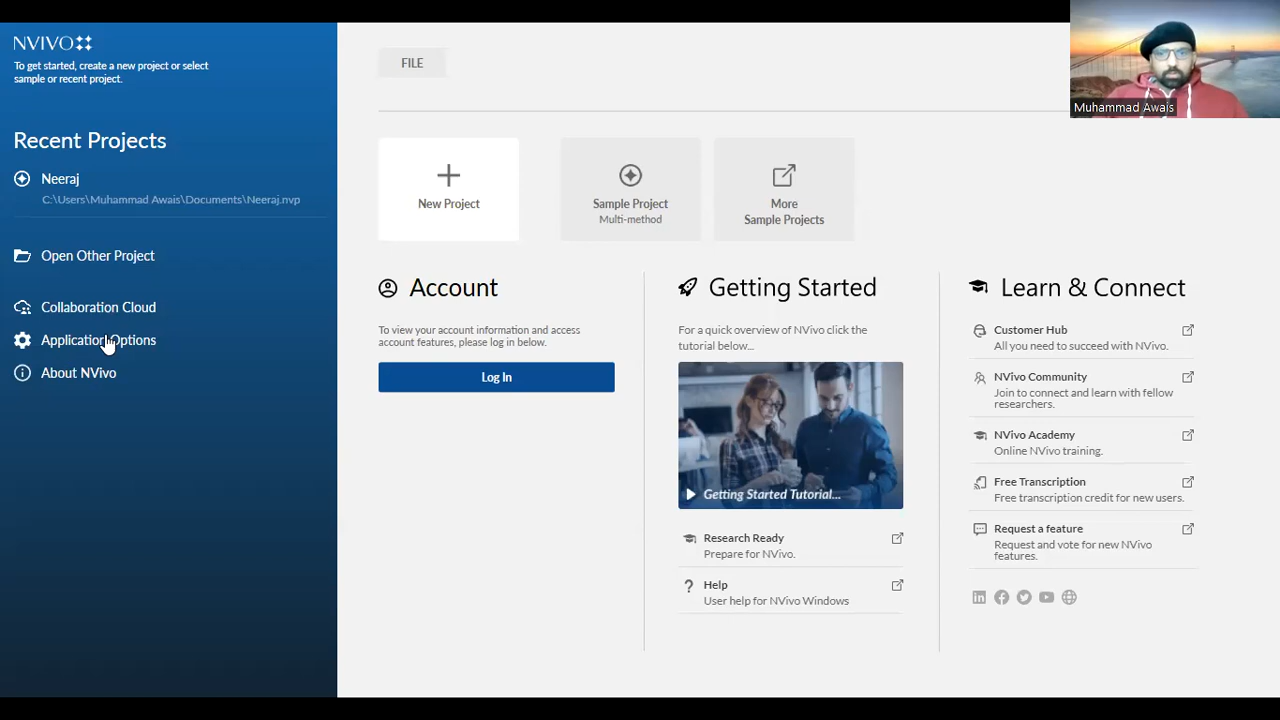 NVIVO
To get started, create a new project or select
sample or recent project.
Recent Projects
Neeraj
C:\Users\Muhammad Awais\Documents\Neeraj.nvp
Open Other Project
Collaboration Cloud
Application Options
About NVivo
FILE
New Project
Sample Project
Multi-method
More
Sample Projects
Account
To view your account information and access
account features, please log in below.
Log In
Getting Started
For a quick overview of NVivo click the
tutorial below...
Getting Started Tutorial...
Research Ready
Prepare for NVivo.
Help
User help for NVivo Windows
Learn & Connect
Customer Hub
All you need to succeed with NVivo.
NVivo Community
Join to connect and learn with fellow
researchers.
NVivo Academy
Online NVivo training.
Free Transcription
Free transcription credit for new users.
Request a feature
Request and vote for new NVivo
features.
Muhammad Awais